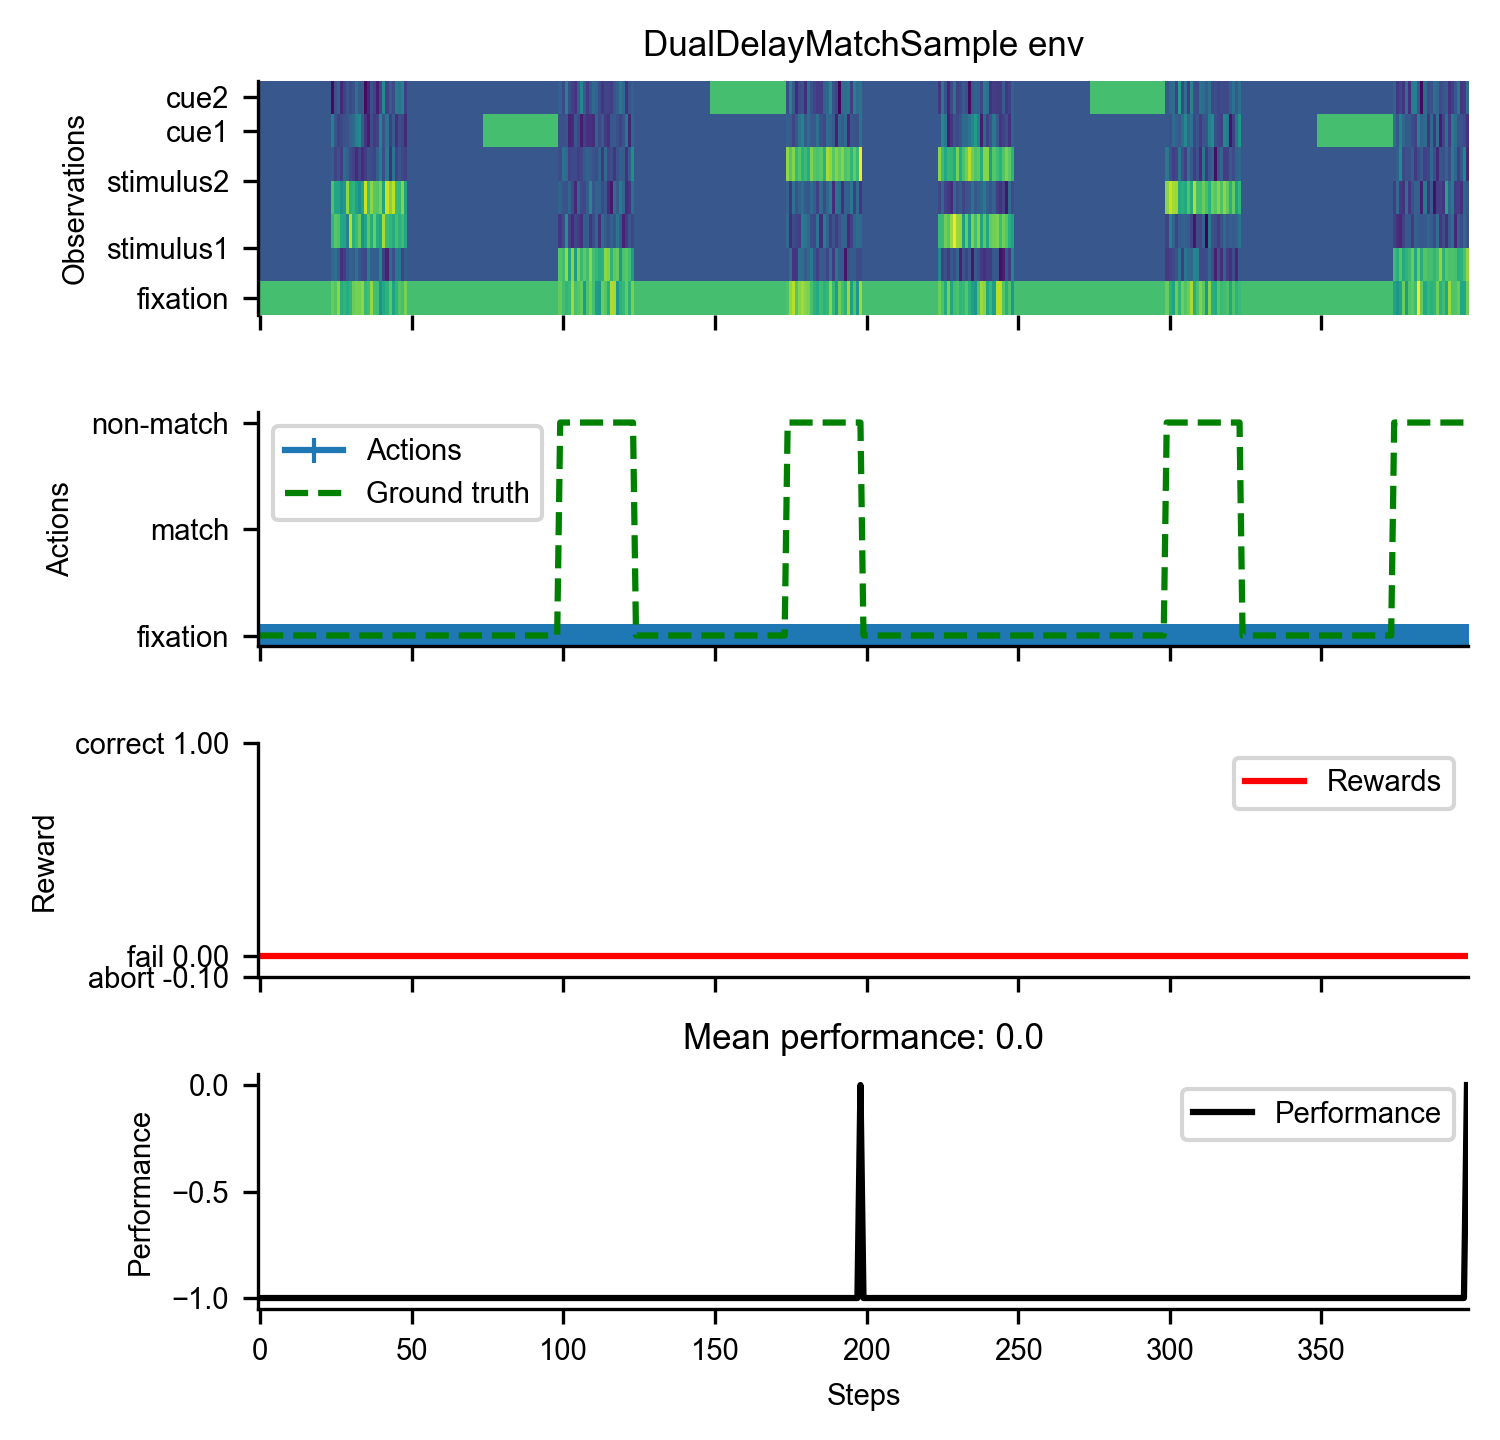 DualDelayMatchSample env
Observations
cue2
cue1
stimulus2
stimulus1
fixation
Actions
non-match
match
fixation
Actions
Ground truth
Reward
correct 1.00
fail 0.00
abort -0.10
Rewards
Mean performance: 0.0
Performance
0.0
−0.5
−1.0
Performance
0 50 100 150 200 250 300 350
Steps